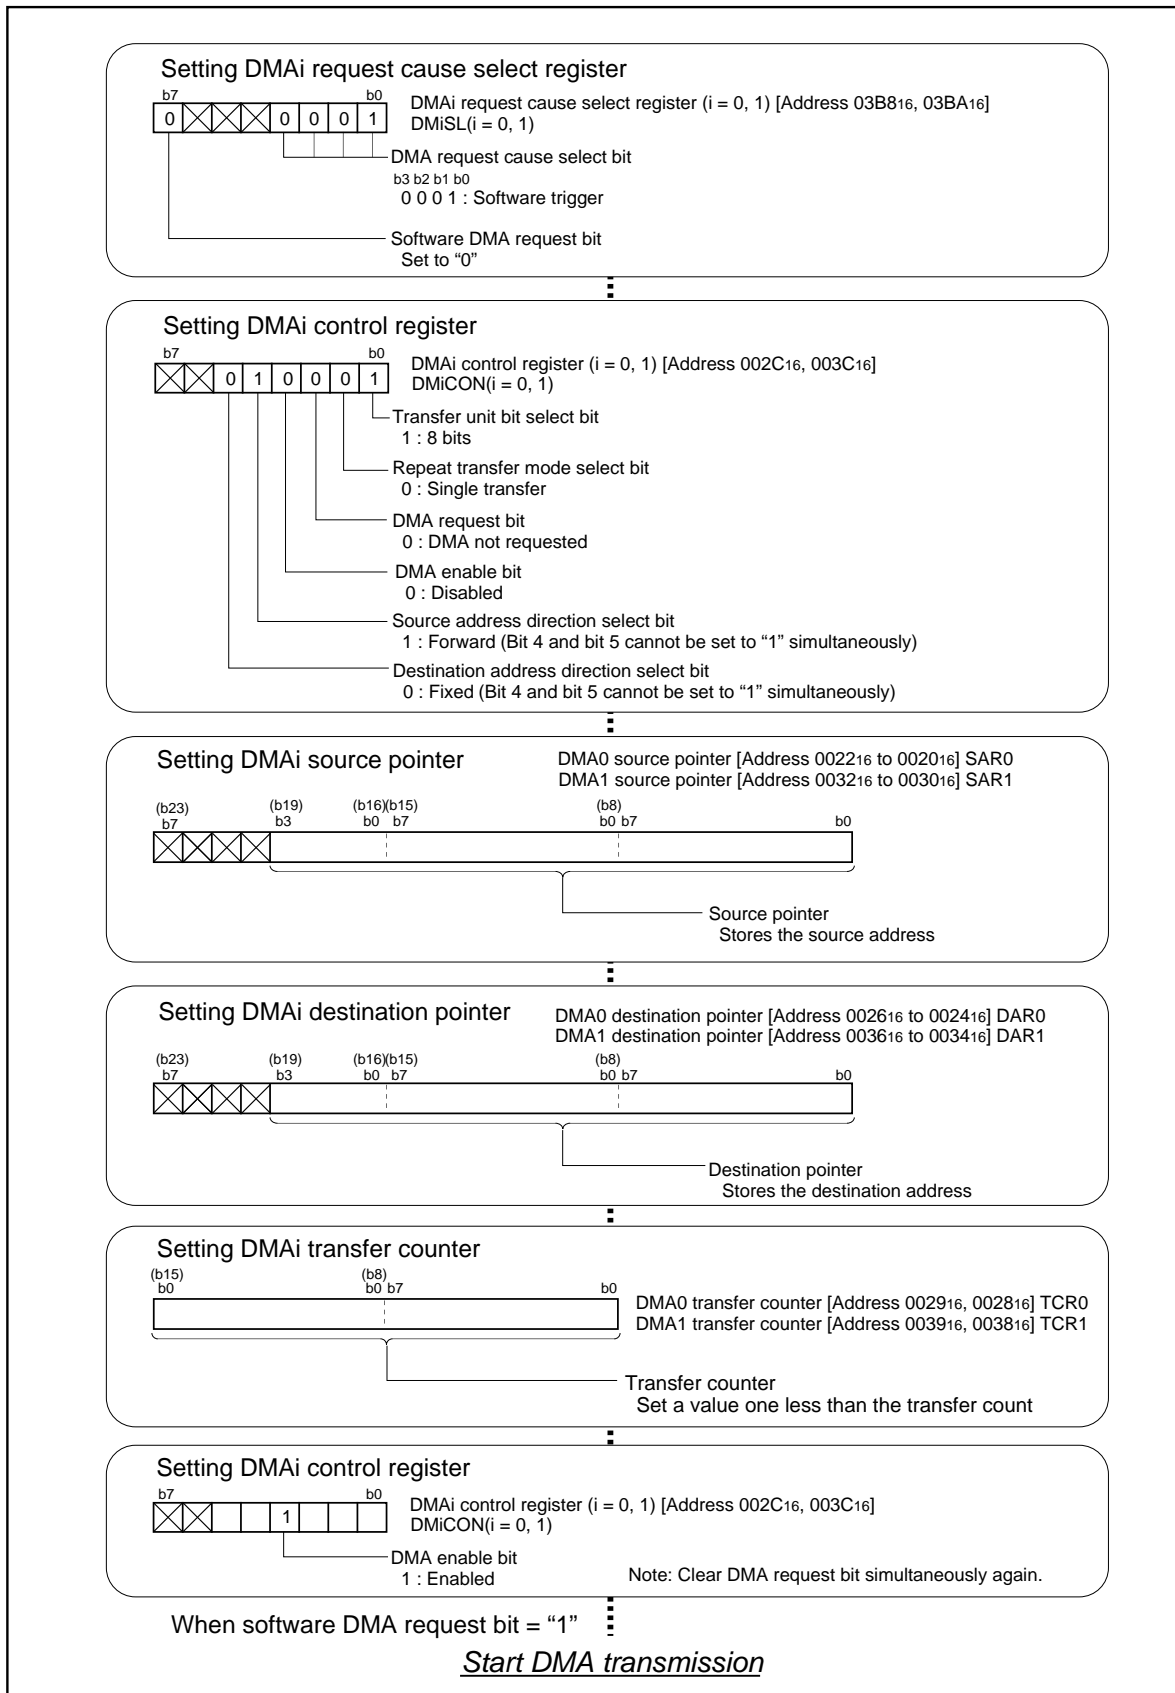 Setting DMAi request cause select register
b7 b0
0 0 0 0 1
DMAi request cause select register (i = 0, 1) [Address 03B816, 03BA16]
DMiSL(i = 0, 1)
DMA request cause select bit
b3 b2 b1 b0
0 0 0 1 : Software trigger
Software DMA request bit
Set to “0”
Setting DMAi control register
b7 b0
0 1 0 0 0 1
DMAi control register (i = 0, 1) [Address 002C16, 003C16]
DMiCON(i = 0, 1)
Transfer unit bit select bit
1 : 8 bits
Repeat transfer mode select bit
0 : Single transfer
DMA request bit
0 : DMA not requested
DMA enable bit
0 : Disabled
Source address direction select bit
1 : Forward (Bit 4 and bit 5 cannot be set to “1” simultaneously)
Destination address direction select bit
0 : Fixed (Bit 4 and bit 5 cannot be set to “1” simultaneously)
Setting DMAi source pointer
DMA0 source pointer [Address 002216 to 002016] SAR0
DMA1 source pointer [Address 003216 to 003016] SAR1
(b23) (b19) (b16)(b15) (b8)
b7 b3 b0 b7 b0 b7 b0
Source pointer
Stores the source address
Setting DMAi destination pointer
DMA0 destination pointer [Address 002616 to 002416] DAR0
DMA1 destination pointer [Address 003616 to 003416] DAR1
(b23) (b19) (b16)(b15) (b8)
b7 b3 b0 b7 b0 b7 b0
Destination pointer
Stores the destination address
Setting DMAi transfer counter
(b15) (b8)
b0 b0 b7 b0
DMA0 transfer counter [Address 002916, 002816] TCR0
DMA1 transfer counter [Address 003916, 003816] TCR1
Transfer counter
Set a value one less than the transfer count
Setting DMAi control register
b7 b0
1
DMAi control register (i = 0, 1) [Address 002C16, 003C16]
DMiCON(i = 0, 1)
DMA enable bit
1 : Enabled
Note: Clear DMA request bit simultaneously again.
When software DMA request bit = “1”
Start DMA transmission